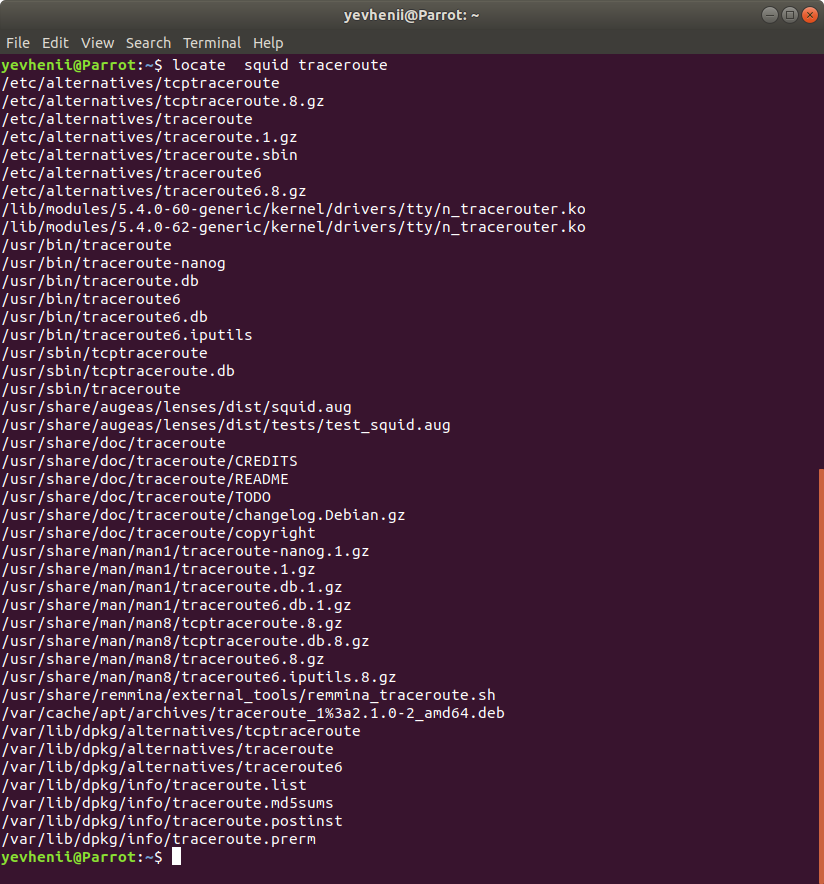 yevhenii@Parrot: ~
File Edit View Search Terminal Help
yevhenii@Parrot:~$ locate  squid traceroute
/etc/alternatives/tcptraceroute
/etc/alternatives/tcptraceroute.8.gz
/etc/alternatives/traceroute
/etc/alternatives/traceroute.1.gz
/etc/alternatives/traceroute.sbin
/etc/alternatives/traceroute6
/etc/alternatives/traceroute6.8.gz
/lib/modules/5.4.0-60-generic/kernel/drivers/tty/n_tracerouter.ko
/lib/modules/5.4.0-62-generic/kernel/drivers/tty/n_tracerouter.ko
/usr/bin/traceroute
/usr/bin/traceroute-nanog
/usr/bin/traceroute.db
/usr/bin/traceroute6
/usr/bin/traceroute6.db
/usr/bin/traceroute6.iputils
/usr/sbin/tcptraceroute
/usr/sbin/tcptraceroute.db
/usr/sbin/traceroute
/usr/share/augeas/lenses/dist/squid.aug
/usr/share/augeas/lenses/dist/tests/test_squid.aug
/usr/share/doc/traceroute
/usr/share/doc/traceroute/CREDITS
/usr/share/doc/traceroute/README
/usr/share/doc/traceroute/TODO
/usr/share/doc/traceroute/changelog.Debian.gz
/usr/share/doc/traceroute/copyright
/usr/share/man/man1/traceroute-nanog.1.gz
/usr/share/man/man1/traceroute.1.gz
/usr/share/man/man1/traceroute.db.1.gz
/usr/share/man/man1/traceroute6.db.1.gz
/usr/share/man/man8/tcptraceroute.8.gz
/usr/share/man/man8/tcptraceroute.db.8.gz
/usr/share/man/man8/traceroute6.8.gz
/usr/share/man/man8/traceroute6.iputils.8.gz
/usr/share/remmina/external_tools/remmina_traceroute.sh
/var/cache/apt/archives/traceroute_1%3a2.1.0-2_amd64.deb
/var/lib/dpkg/alternatives/tcptraceroute
/var/lib/dpkg/alternatives/traceroute
/var/lib/dpkg/alternatives/traceroute6
/var/lib/dpkg/info/traceroute.list
/var/lib/dpkg/info/traceroute.md5sums
/var/lib/dpkg/info/traceroute.postinst
/var/lib/dpkg/info/traceroute.prerm
yevhenii@Parrot:~$